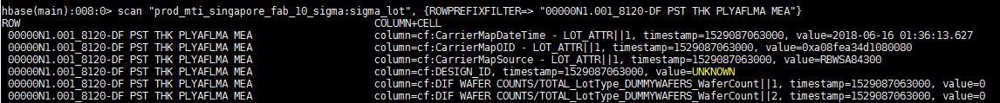 hbase(main):008:0> scan "prod_mti_singapore_fab_10_sigma:sigma_lot", {ROWPREFIXFILTER=> "00000N1.001_8120-DF PST THK PLYAFLMA MEA"}
ROW COLUMN+CELL
00000N1.001_8120-DF PST THK PLYAFLMA MEA column=cf:CarrierMapDateTime - LOT_ATTR||1, timestamp=1529087063000, value=2018-06-16 01:36:13.627
00000N1.001_8120-DF PST THK PLYAFLMA MEA column=cf:CarrierMapOID - LOT_ATTR||1, timestamp=1529087063000, value=0xa08fea34d1080080
00000N1.001_8120-DF PST THK PLYAFLMA MEA column=cf:CarrierMapSource - LOT_ATTR||1, timestamp=1529087063000, value=RBWSA84300
00000N1.001_8120-DF PST THK PLYAFLMA MEA column=cf:DESIGN_ID, timestamp=1529087063000, value=UNKNOWN
00000N1.001_8120-DF PST THK PLYAFLMA MEA column=cf:DIF WAFER COUNTS/TOTAL_LotType_DUMMYWAFERS_WaferCount||1, timestamp=1529087063000, value=0
00000N1.001_8120-DF PST THK PLYAFLMA MEA column=cf:DIF WAFER COUNTS/TOTAL_LotType_DUMMYWAFERS_WaferCount||2, timestamp=1529087063000, value=0